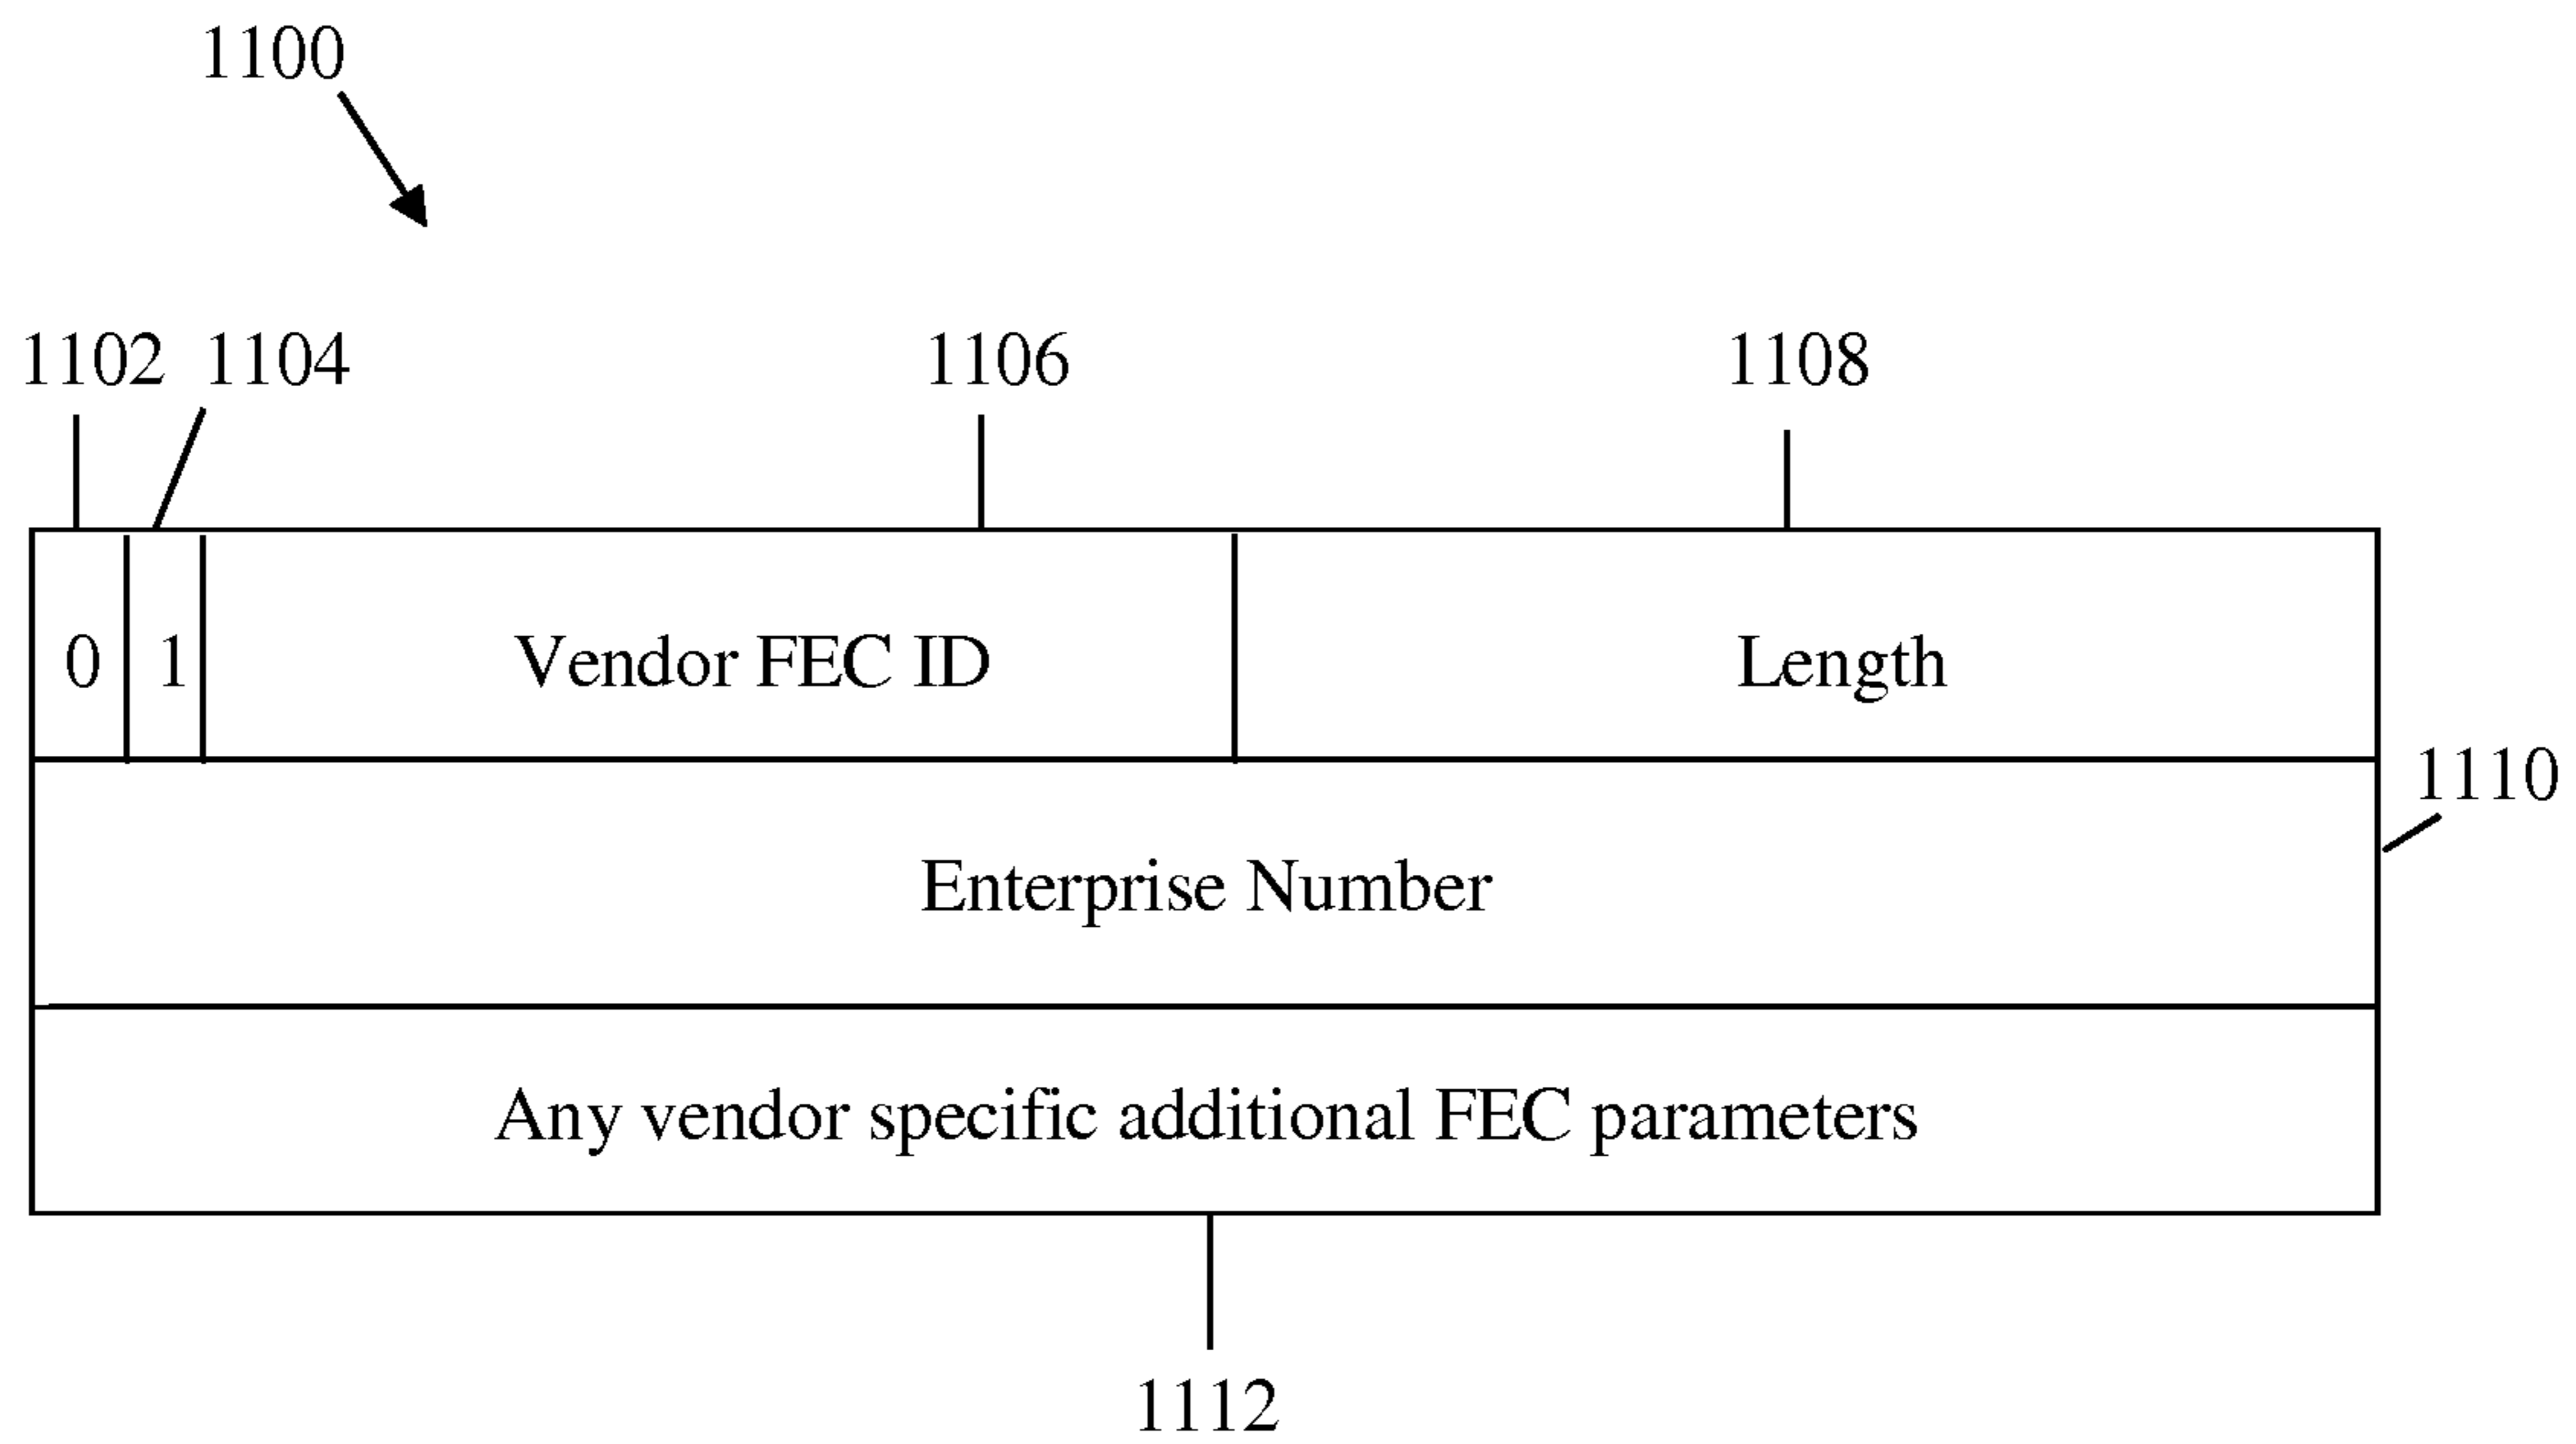 1100
1102 1104 1106 1108
0 1 Vendor FEC ID Length
1110
Enterprise Number
Any vendor specific additional FEC parameters
1112